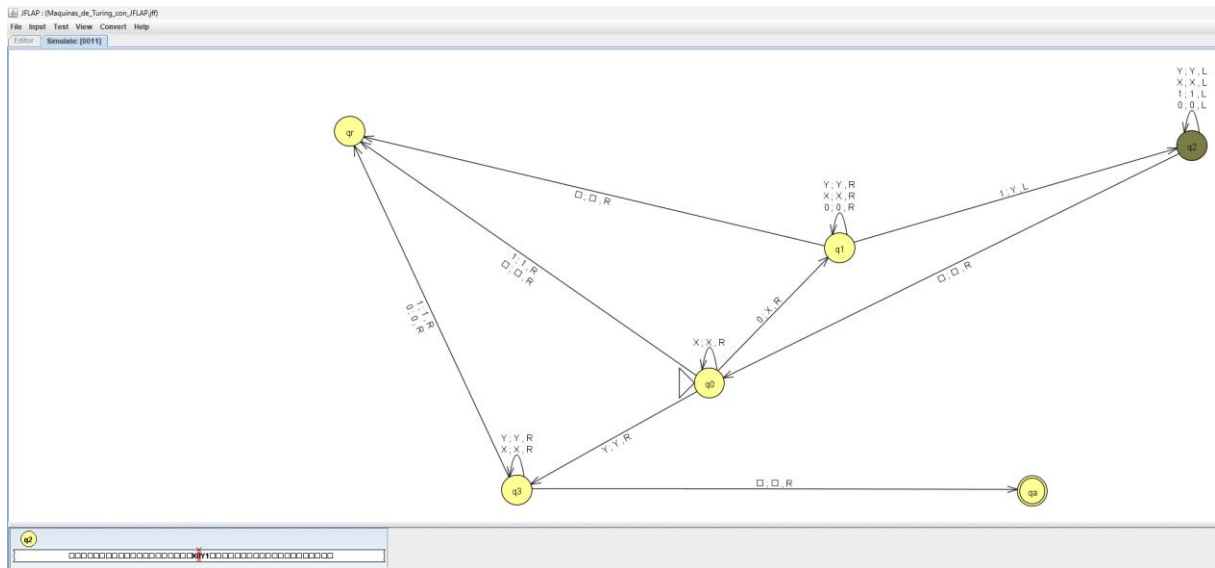 JFLAP : (Maquinas_de_Turing_con_JFLAP.jff)
File Input Test View Convert Help
Editor Simulate: [0011]
Y ; Y , L
X ; X , L
1 ; 1 , L
0 ; 0 , L
qr
q2
□ ; □ , R
Y ; Y , R
X ; X , R
0 ; 0 , R
1 ; Y , L
q1
1 ; 1 , R
□ ; □ , R
□ ; □ , R
1 ; 1 , R
0 ; 0 , R
0 ; X , R
X ; X , R
q0
Y ; Y , R
Y ; Y , R
X ; X , R
q3
□ ; □ , R
qa
q2
X0Y1